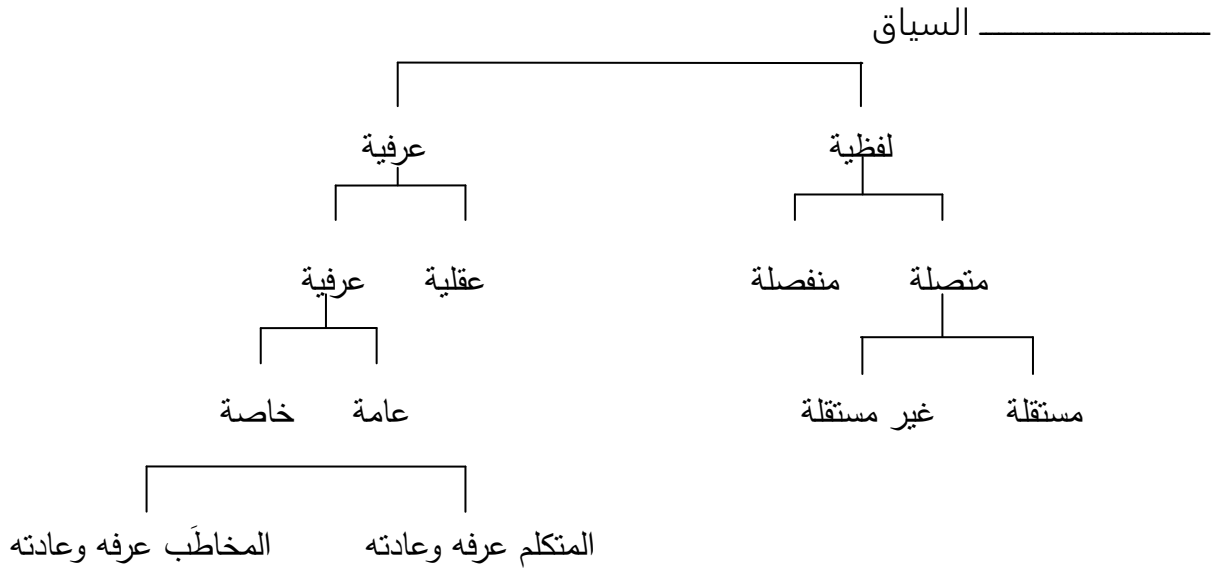 السياق
لفظية عرفية
متصلة منفصلة عقلية عرفية
مستقلة غير مستقلة عامة خاصة
المتكلم عرفه وعادته المخاطَب عرفه وعادته